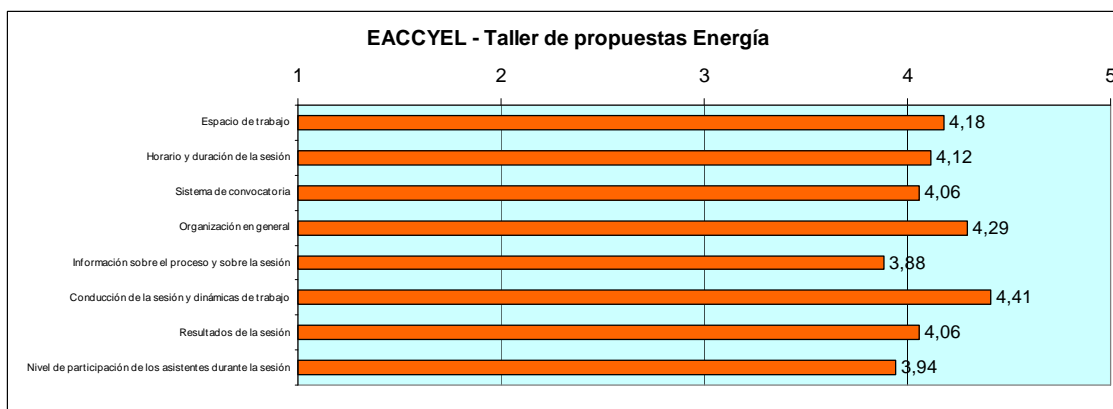 EACCYEL - Taller de propuestas Energía
1 2 3 4 5
Espacio de trabajo 4,18
Horario y duración de la sesión 4,12
Sistema de convocatoria 4,06
Organización en general 4,29
Información sobre el proceso y sobre la sesión 3,88
Conducción de la sesión y dinámicas de trabajo 4,41
Resultados de la sesión 4,06
Nivel de participación de los asistentes durante la sesión 3,94